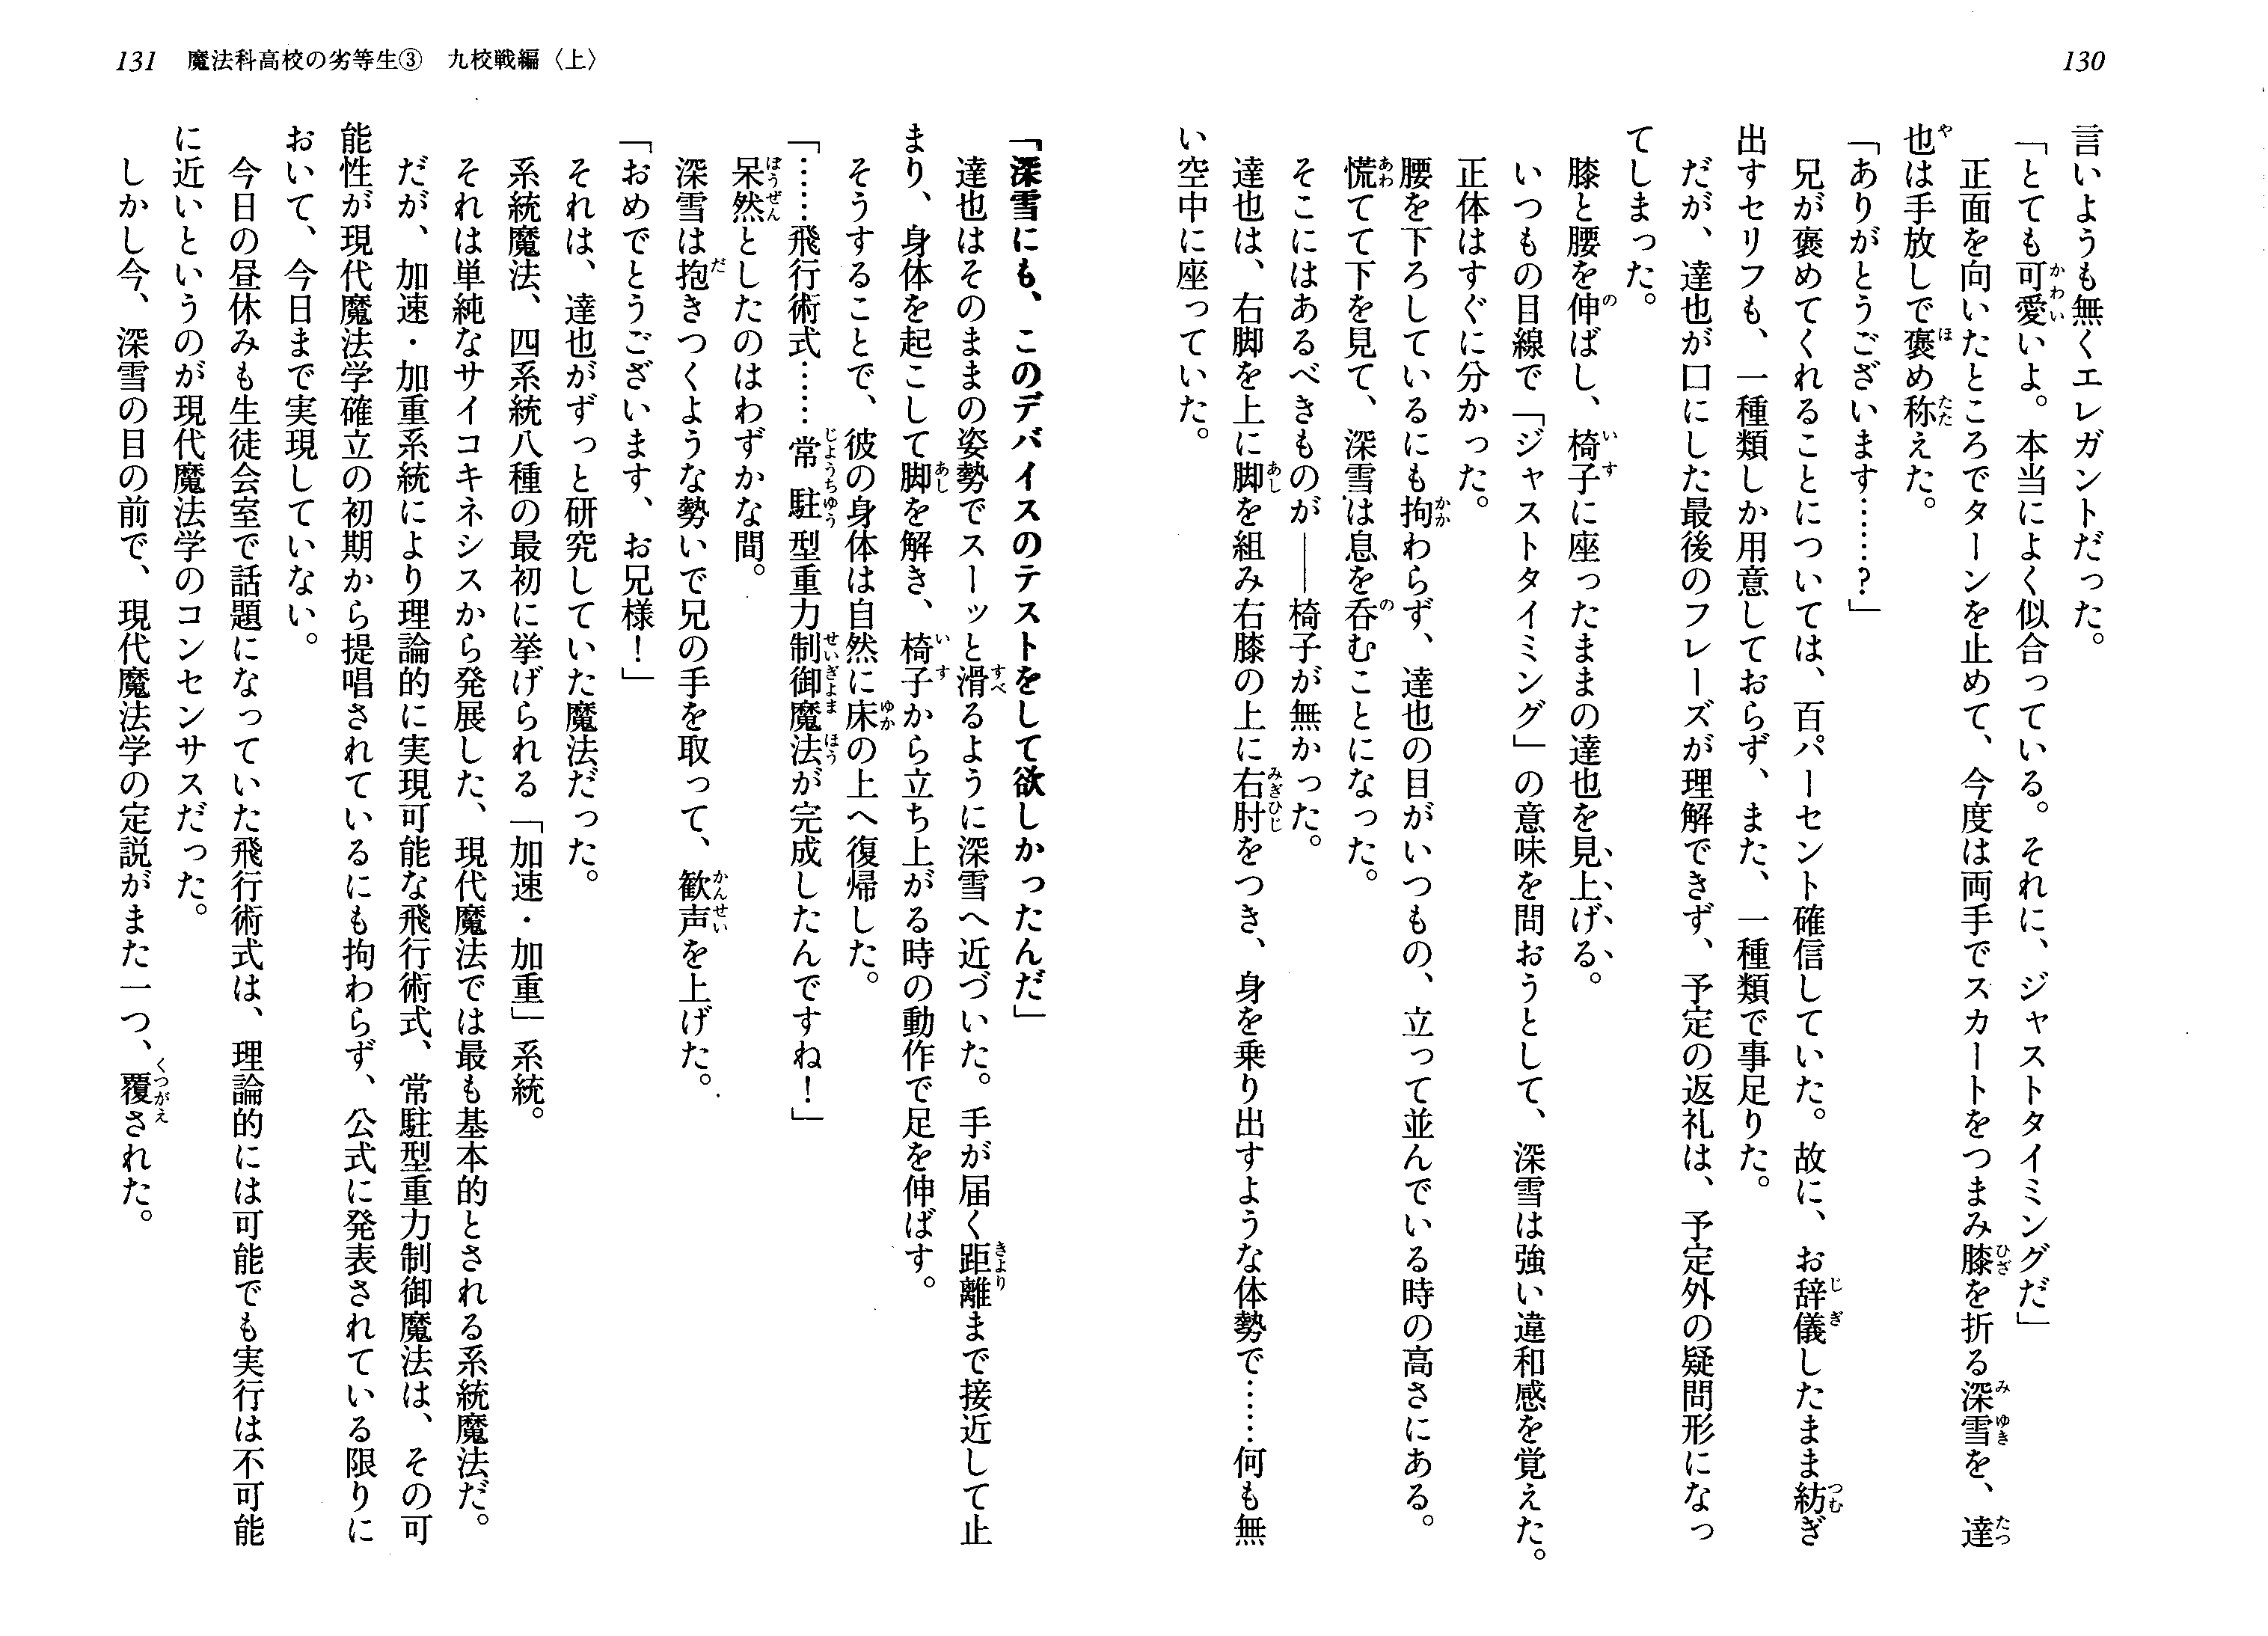 130
言いようも無くエレガントだった。
「とても可愛いよ。本当によく似合っている。それに、ジャストタイミングだ」
正面を向いたところでターンを止めて、今度は両手でスカートをつまみ膝を折る深雪を、達
也は手放しで褒め称えた。
「ありがとうございます……?」
兄が褒めてくれることについては、百パーセント確信していた。故に、お辞儀したまま紡ぎ
出すセリフも、一種類しか用意しておらず、また、一種類で事足りた。
だが、達也が口にした最後のフレーズが理解できず、予定の返礼は、予定外の疑問形になっ
てしまった。
膝と腰を伸ばし、椅子に座ったままの達也を見上げる。
いつもの目線で「ジャストタイミング」の意味を問おうとして、深雪は強い違和感を覚えた。
正体はすぐに分かった。
腰を下ろしているにも拘わらず、達也の目がいつもの、立って並んでいる時の高さにある。
慌てて下を見て、深雪は息を呑むことになった。
そこにはあるべきものが――椅子が無かった。
達也は、右脚を上に脚を組み右膝の上に右肘をつき、身を乗り出すような体勢で……何も無
い空中に座っていた。
131 魔法科高校の劣等生③ 九校戦編〈上〉
「深雪にも、このデバイスのテストをして欲しかったんだ」
達也はそのままの姿勢でスーッと滑るように深雪へ近づいた。手が届く距離まで接近して止
まり、身体を起こして脚を解き、椅子から立ち上がる時の動作で足を伸ばす。
そうすることで、彼の身体は自然に床の上へ復帰した。
「……飛行術式……常駐型重力制御魔法が完成したんですね!」
呆然としたのはわずかな間。
深雪は抱きつくような勢いで兄の手を取って、歓声を上げた。
「おめでとうございます、お兄様!」
それは、達也がずっと研究していた魔法だった。
系統魔法、四系統八種の最初に挙げられる「加速・加重」系統。
それは単純なサイコキネシスから発展した、現代魔法では最も基本的とされる系統魔法だ。
だが、加速・加重系統により理論的に実現可能な飛行術式、常駐型重力制御魔法は、その可
能性が現代魔法学確立の初期から提唱されているにも拘わらず、公式に発表されている限りに
おいて、今日まで実現していない。
今日の昼休みも生徒会室で話題になっていた飛行術式は、理論的には可能でも実行は不可能
に近いというのが現代魔法学のコンセンサスだった。
しかし今、深雪の目の前で、現代魔法学の定説がまた一つ、覆された。